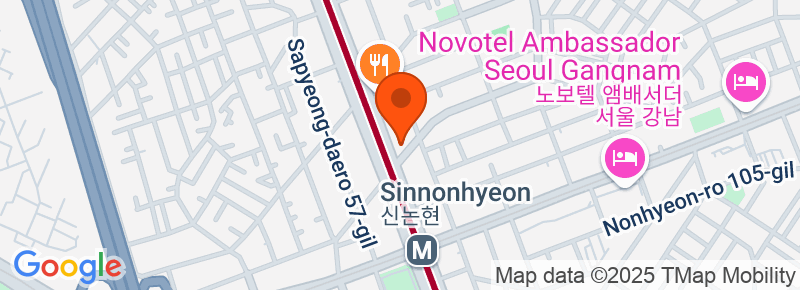 Novotel Ambassador
Seoul Gangnam
노보텔 앰배서더
서울 강남
Sapyeong-daero 57-gil
Sinnonhyeon
신논현
M
Nonhyeon-ro 105-gil
Google
Map data ©2025 TMap Mobility